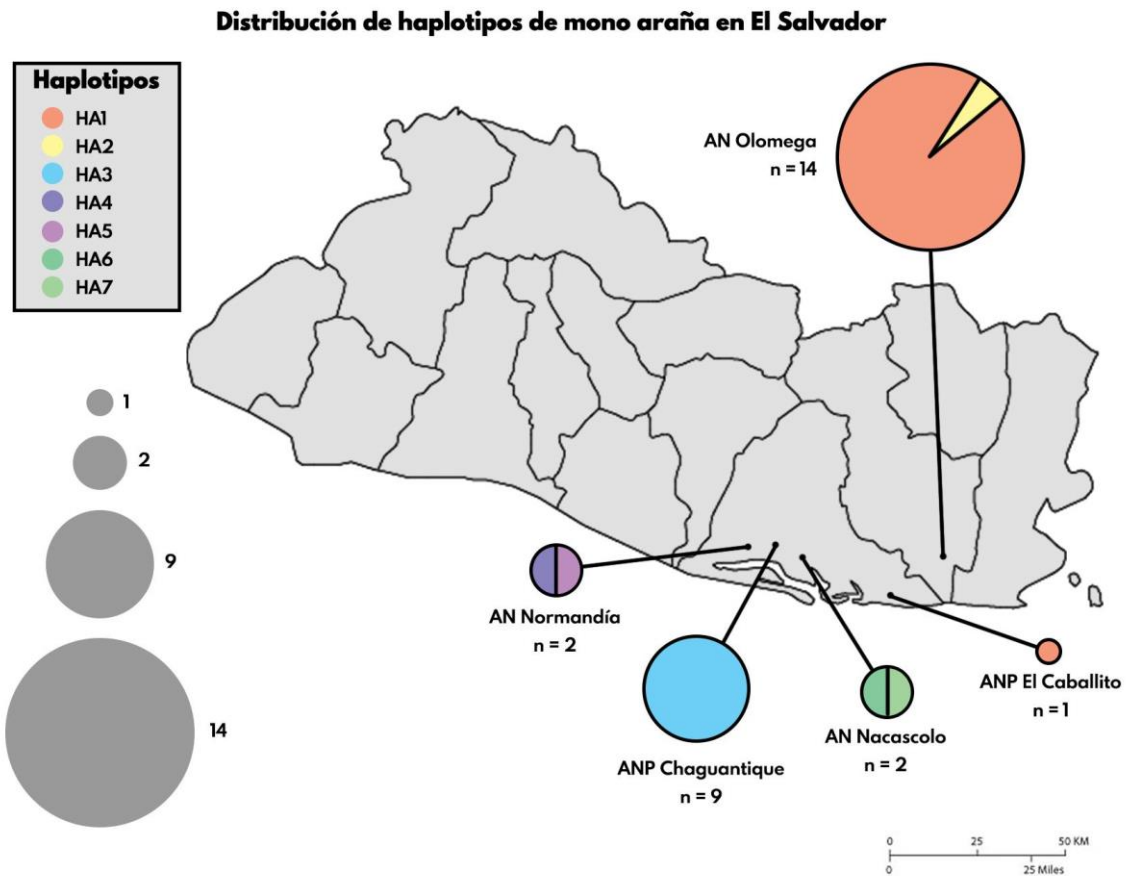 Distribución de haplotipos de mono araña en El Salvador
Haplotipos
HA1
HA2
HA3
HA4
HA5
HA6
HA7
1
2
9
14
AN Olomega
n = 14
AN Normandía
n = 2
ANP Chaguantique
n = 9
AN Nacascolo
n = 2
ANP El Caballito
n = 1
0 25 50 KM
0 25 Miles